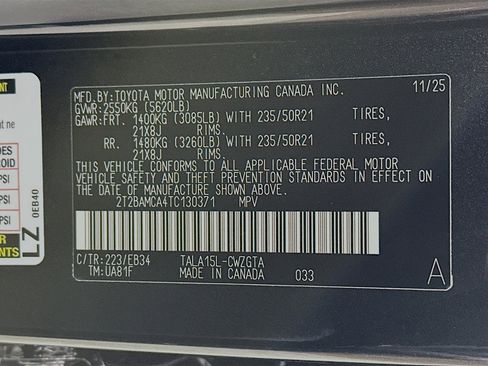 MFD.BY:TOYOTA MOTOR MANUFACTURING CANADA INC. 11/25
GVWR:2550KG (5620LB)
GAWR:FRT. 1400KG (3085LB) WITH 235/50R21 TIRES,
21X8J RIMS.
RR. 1480KG (3260LB) WITH 235/50R21 TIRES,
21X8J RIMS.
THIS VEHICLE CONFORMS TO ALL APPLICABLE FEDERAL MOTOR
VEHICLE SAFETY AND THEFT PREVENTION STANDARDS IN EFFECT ON
THE DATE OF MANUFACTURE SHOWN ABOVE.
2T2BAMCA4TC130371 MPV
C/TR:223/EB34 TALA15L-CWZGTA
TM:UA81F MADE IN CANADA 033 A
LZ
0EB40
PSI
PSI
PSI